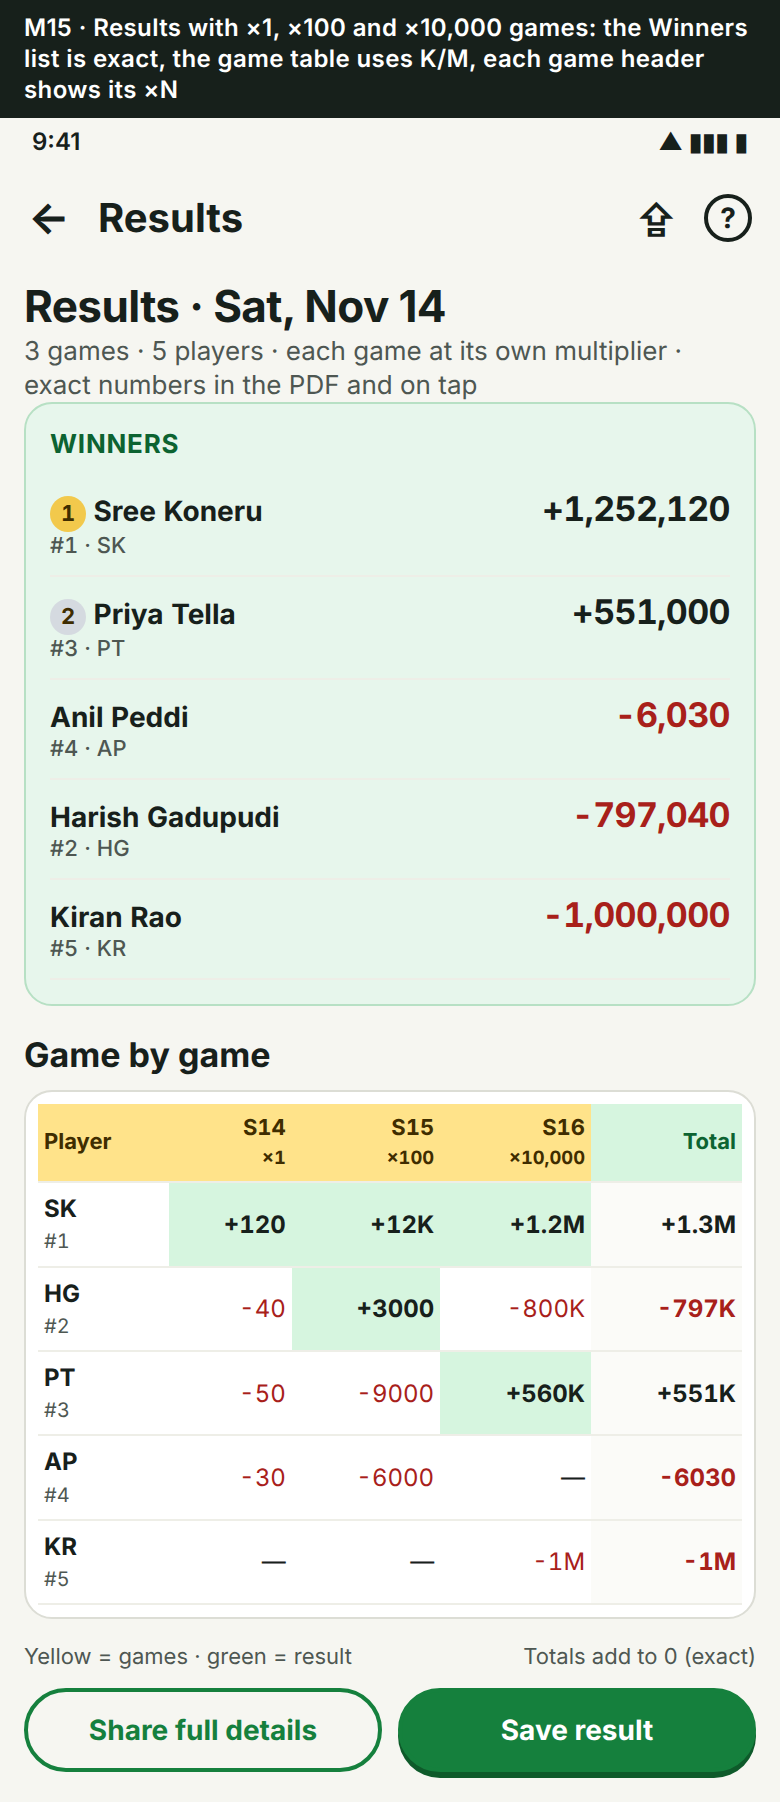 M15 · Results with ×1, ×100 and ×10,000 games: the Winners
list is exact, the game table uses K/M, each game header
shows its ×N
9:41
Results
?
Results · Sat, Nov 14
3 games · 5 players · each game at its own multiplier ·
exact numbers in the PDF and on tap
WINNERS
1 Sree Koneru +1,252,120
#1 · SK
2 Priya Tella +551,000
#3 · PT
Anil Peddi -6,030
#4 · AP
Harish Gadupudi -797,040
#2 · HG
Kiran Rao -1,000,000
#5 · KR
Game by game
Player S14 S15 S16 Total
×1 ×100 ×10,000
SK +120 +12K +1.2M +1.3M
#1
HG -40 +3000 -800K -797K
#2
PT -50 -9000 +560K +551K
#3
AP -30 -6000 — -6030
#4
KR — — -1M -1M
#5
Yellow = games · green = result Totals add to 0 (exact)
Share full details Save result